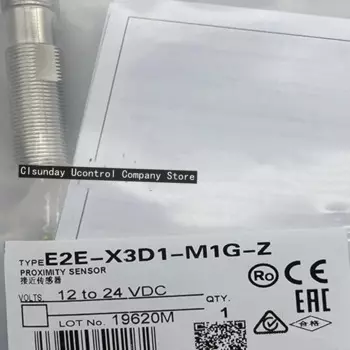 Clsunday Ucontrol Company Store
TYPE E2E-X3D1-M1G-Z
PROXIMITY SENSOR
接近传感器
VOLTS. 12 to 24 VDC
QTY.
1
LOT No. 19620M
Ro
EAC
合格